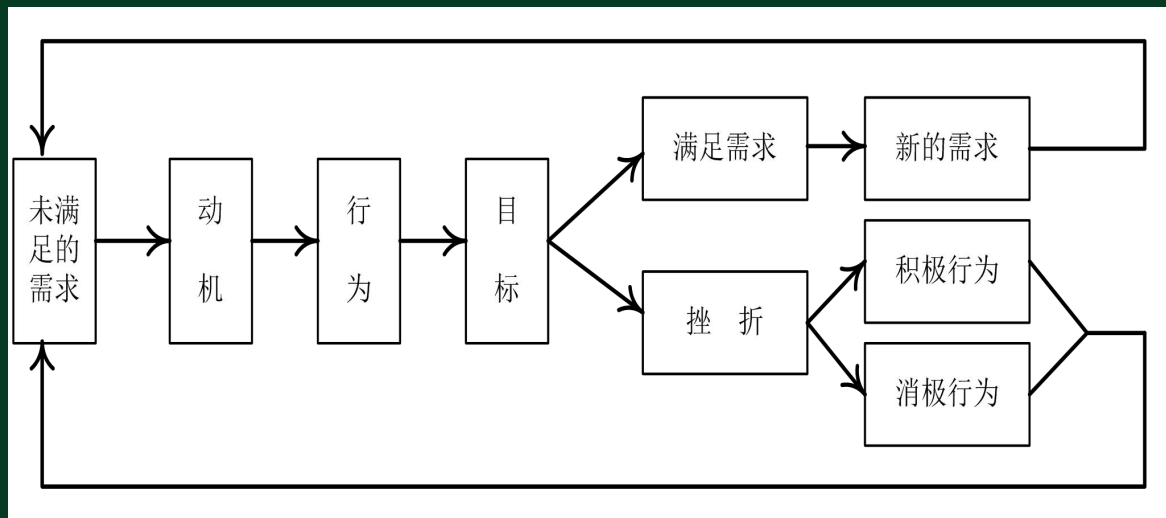 未满
足的
需求
动
机
行
为
目
标
满足需求
新的需求
挫 折
积极行为
消极行为